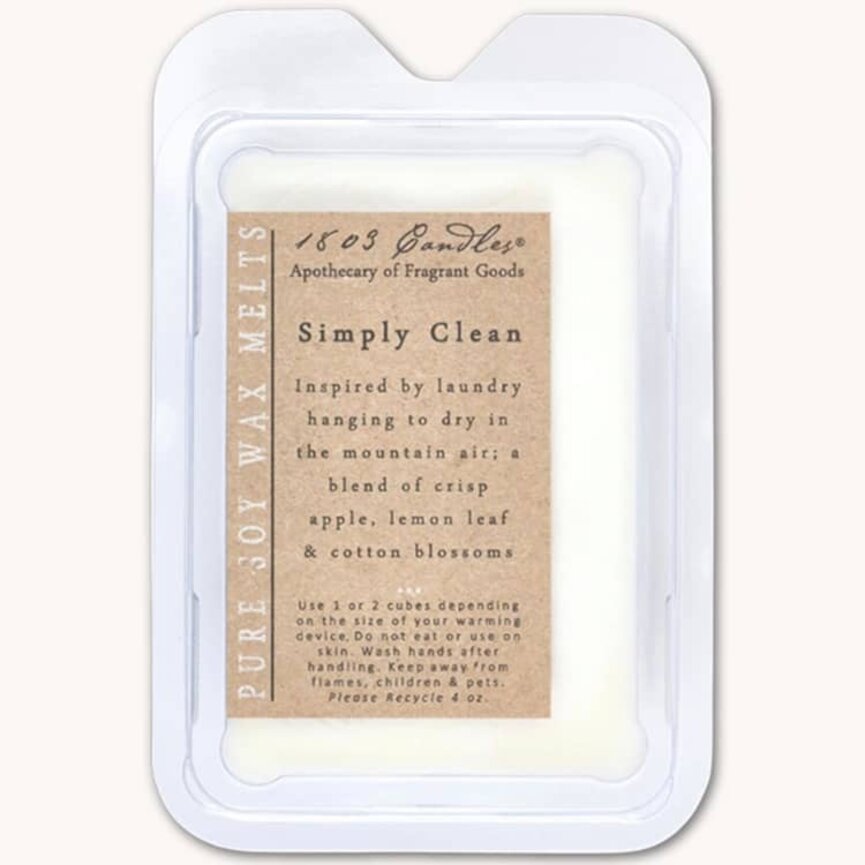 PURE SOY WAX MELTS
1803 Candles®
Apothecary of Fragrant Goods
Simply Clean
Inspired by laundry
hanging to dry in
the mountain air; a
blend of crisp
apple, lemon leaf
& cotton blossoms
Use 1 or 2 cubes depending
on the size of your warming
device. Do not eat or use on
skin. Wash hands after
handling. Keep away from
flames, children & pets.
Please Recycle 4 oz.